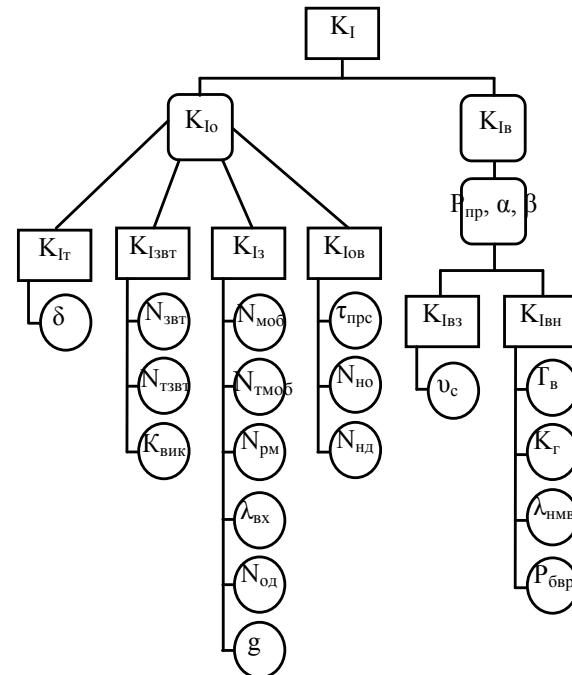 K_I
K_Iо
K_Iв
P_пр, α, β
K_Iт
K_Iзвт
K_Iз
K_Iов
K_Iвз
K_Iвн
δ
N_звт
N_тзвт
К_вик
N_моб
N_тмоб
N_рм
λ_вх
N_од
g
τ_прс
N_но
N_нд
υ_с
T_в
K_г
λ_нмв
P_бвр